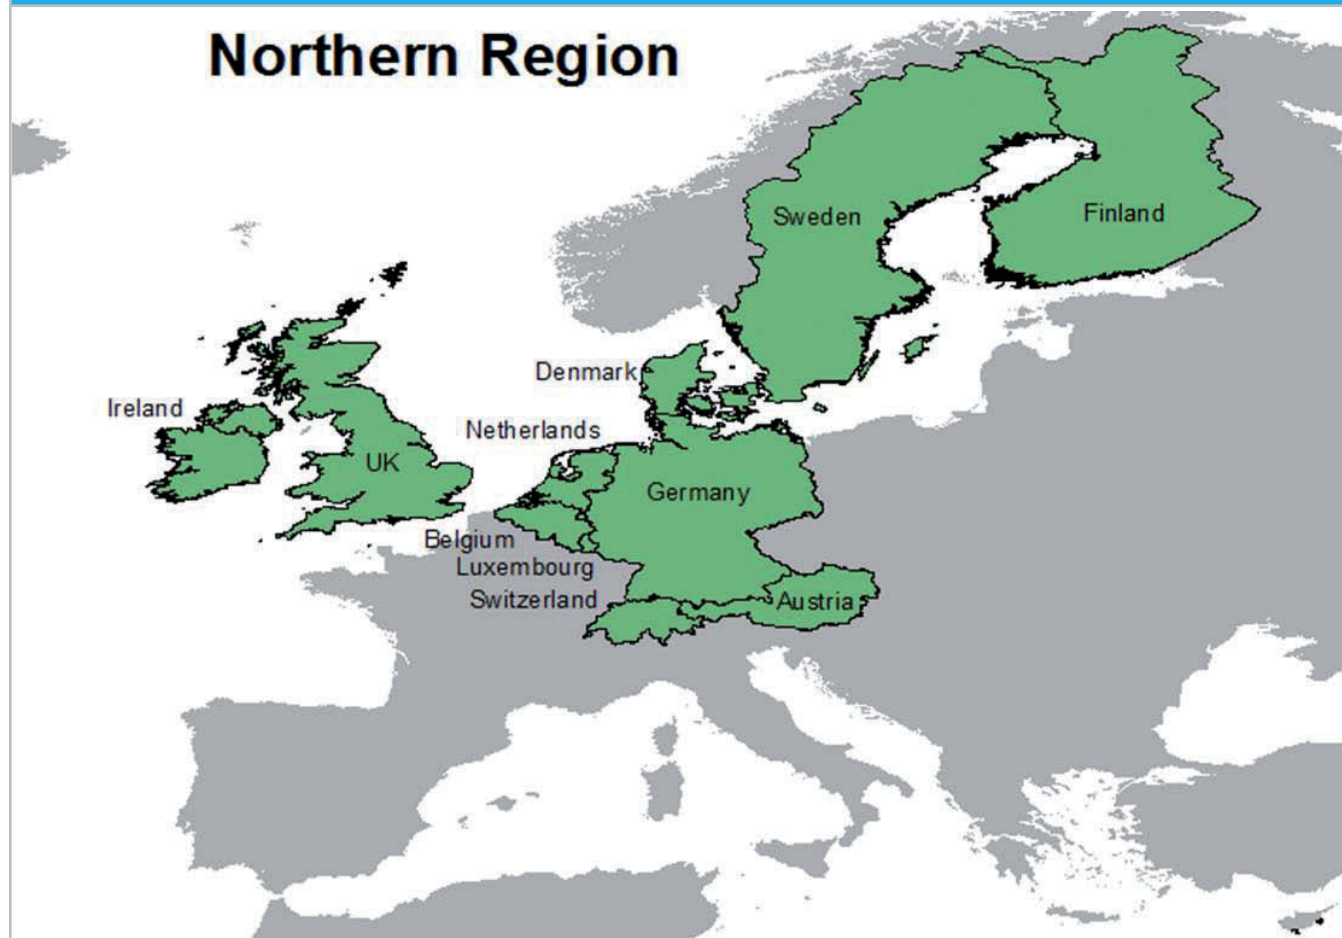 Northern Region
Sweden
Finland
Denmark
Ireland
Netherlands
UK
Germany
Belgium
Luxembourg
Switzerland
Austria